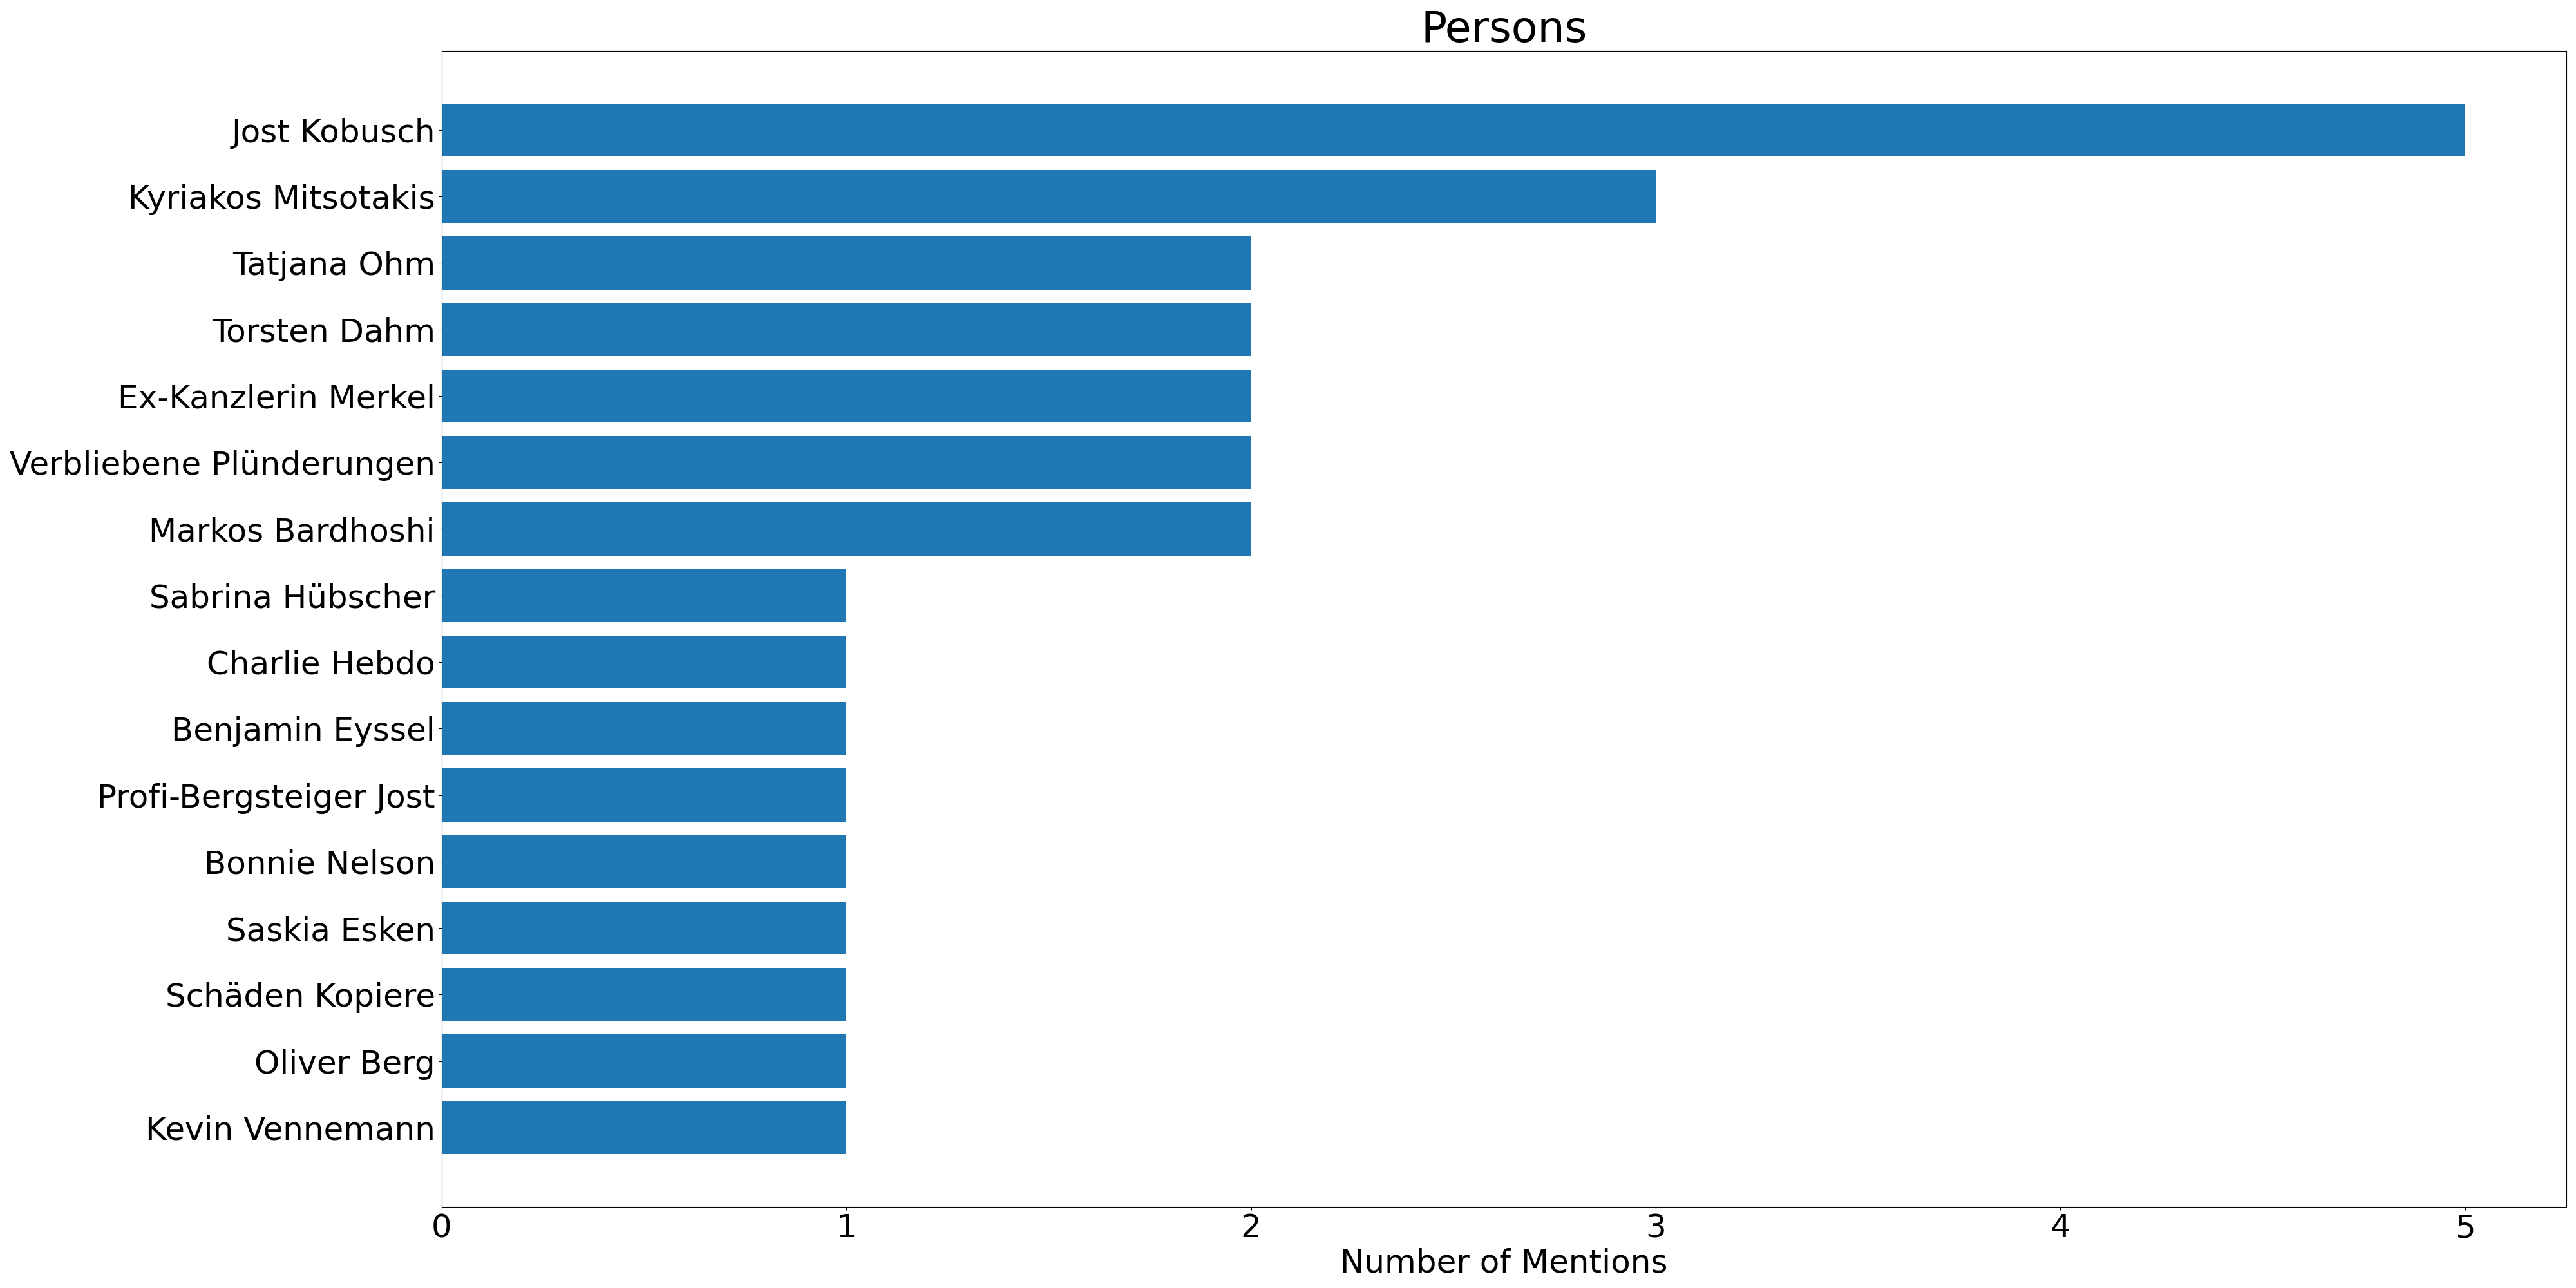 Persons
Jost Kobusch
Kyriakos Mitsotakis
Tatjana Ohm
Torsten Dahm
Ex-Kanzlerin Merkel
Verbliebene Plünderungen
Markos Bardhoshi
Sabrina Hübscher
Charlie Hebdo
Benjamin Eyssel
Profi-Bergsteiger Jost
Bonnie Nelson
Saskia Esken
Schäden Kopiere
Oliver Berg
Kevin Vennemann
0 1 2 3 4 5
Number of Mentions